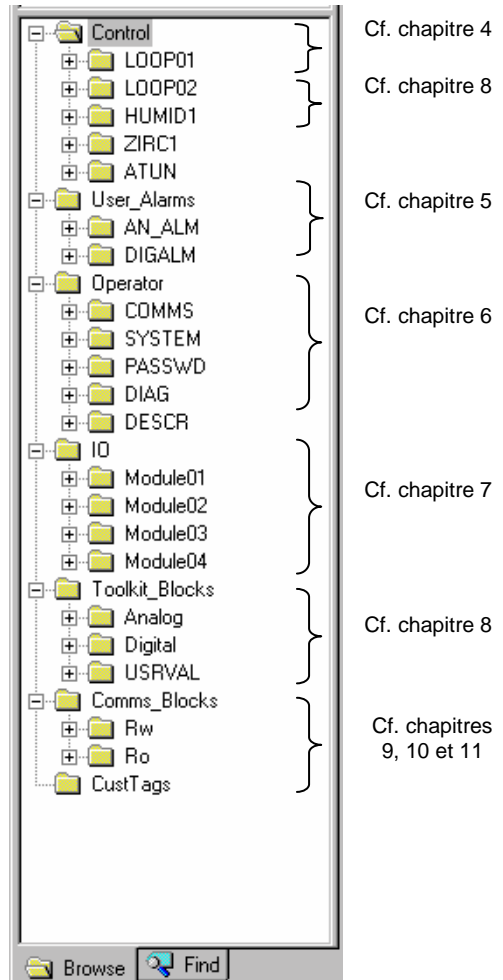 Control
Cf. chapitre 4
LOOP01
LOOP02
Cf. chapitre 8
HUMID1
ZIRC1
ATUN
User_Alarms
Cf. chapitre 5
AN_ALM
DIGALM
Operator
COMMS
Cf. chapitre 6
SYSTEM
PASSWD
DIAG
DESCR
IO
Module01
Cf. chapitre 7
Module02
Module03
Module04
Toolkit_Blocks
Analog
Cf. chapitre 8
Digital
USRVAL
Comms_Blocks
Rw
Cf. chapitres
9, 10 et 11
Ro
CustTags
Browse Find